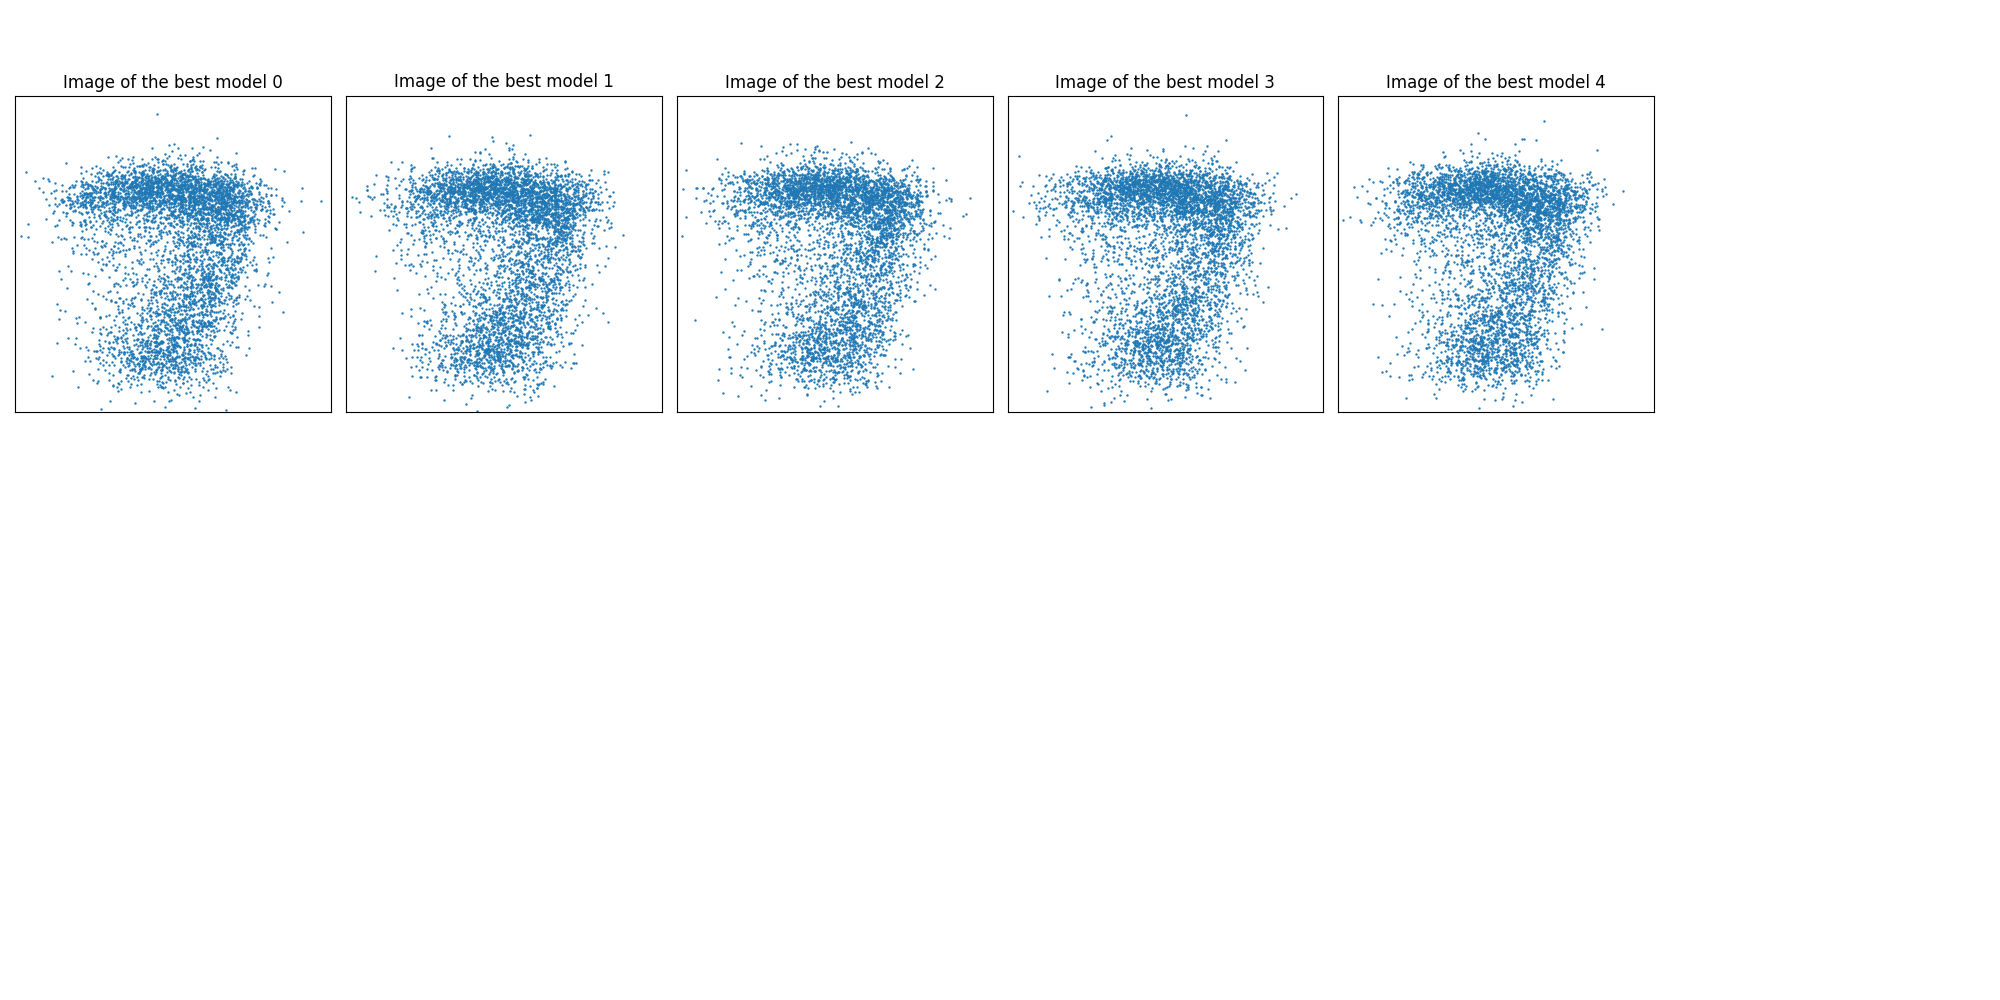 Image of the best model 0
Image of the best model 1
Image of the best model 2
Image of the best model 3
Image of the best model 4